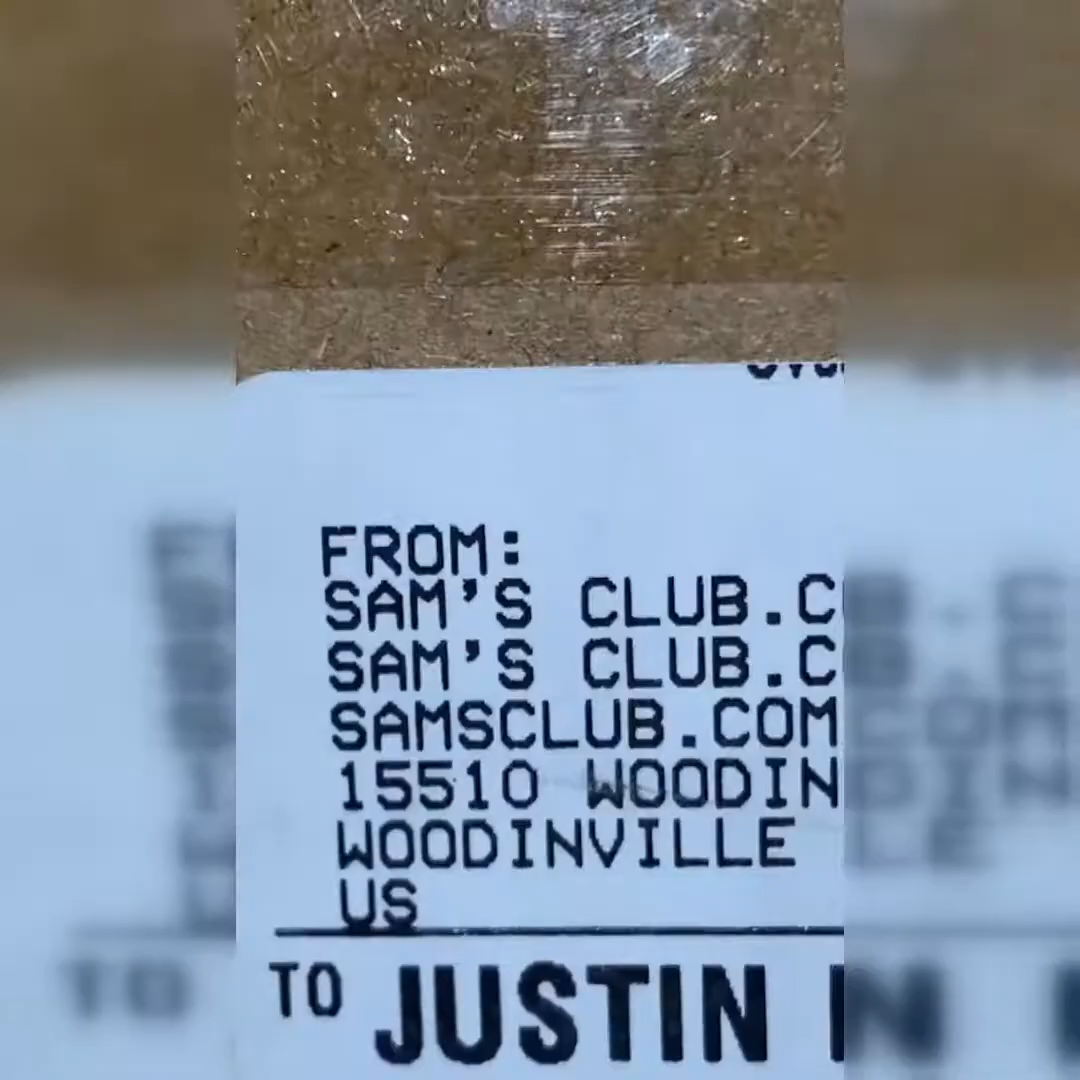 FROM:
SAM'S CLUB.C
SAM'S CLUB.C
SAMSCLUB.COM
15510 WOODIN
WOODINVILLE
US
TO JUSTIN